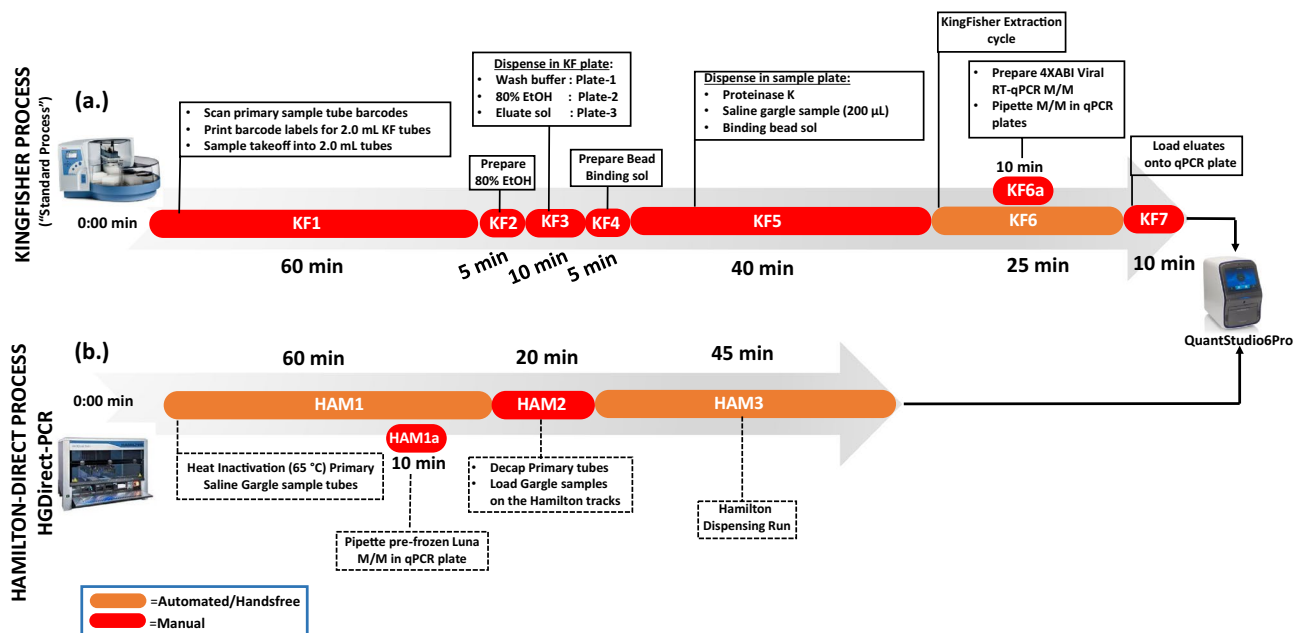 KINGFISHER PROCESS
("Standard Process")
(a.)
• Scan primary sample tube barcodes
• Print barcode labels for 2.0 mL KF tubes
• Sample takeoff into 2.0 mL tubes
Dispense in KF plate:
• Wash buffer : Plate-1
• 80% EtOH : Plate-2
• Eluate sol : Plate-3
Prepare
80% EtOH
Prepare Bead
Binding sol
Dispense in sample plate:
• Proteinase K
• Saline gargle sample (200 µL)
• Binding bead sol
KingFisher Extraction
cycle
• Prepare 4XABI Viral
RT-qPCR M/M
• Pipette M/M in qPCR
plates
Load eluates
onto qPCR plate
10 min
KF6a
0:00 min
KF1
KF2
KF3
KF4
KF5
KF6
KF7
60 min
5 min
10 min
5 min
40 min
25 min
10 min
QuantStudio6Pro
HAMILTON-DIRECT PROCESS
HGDirect-PCR
(b.)
60 min
20 min
45 min
0:00 min
HAM1
HAM2
HAM3
HAM1a
10 min
Heat Inactivation (65 °C) Primary
Saline Gargle sample tubes
• Decap Primary tubes
• Load Gargle samples
on the Hamilton tracks
Hamilton
Dispensing Run
Pipette pre-frozen Luna
M/M in qPCR plate
=Automated/Handsfree
=Manual